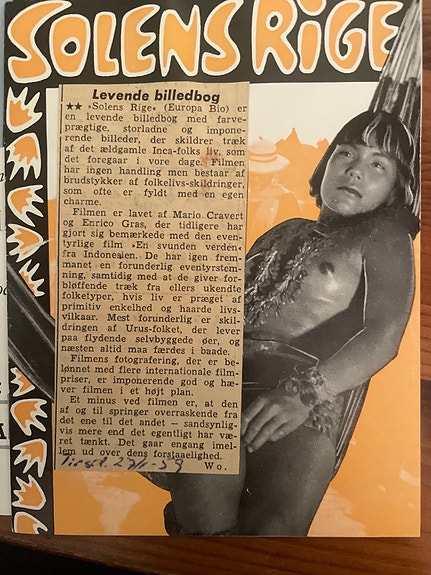 SOLENS RIGE
Levende billedbog
★★ »Solens Rige« (Europa Bio) er
en levende billedbog med farve-
prægtige, storladne og impone-
rende billeder, der skildrer træk
af det ældgamle Inca-folks liv, som
det foregaar i vore dage. Filmen
har ingen handling men bestaar af
brudstykker af folkelivs-skildringer,
som ofte er fyldt med en egen
charme.
Filmen er lavet af Mario Cravert
og Enrico Gras, der tidligere har
gjort sig bemærkede med den even-
tyrlige film »En svunden verden«
fra Indonesien. De har igen frem-
manet en forunderlig eventyrstem-
ning, samtidig med at de giver for-
bløffende træk fra ellers ukendte
folketyper, hvis liv er præget af
primitiv enkelhed og haarde livs-
vilkaar. Mest forunderlig er skil-
dringen af Urus-folket, der lever
paa flydende selvbyggede øer, og
næsten altid maa færdes i baade.
Filmens fotografering, der er be-
lønnet med flere internationale film-
priser, er imponerende god og hæ-
ver filmen i et højt plan.
Et minus ved filmen er, at den
af og til springer overraskende fra
det ene til det andet — sandsynlig-
vis mere end det egentligt har væ-
ret tænkt. Det gaar engang imel-
lem ud over dens forstaaelighed.
Wo.